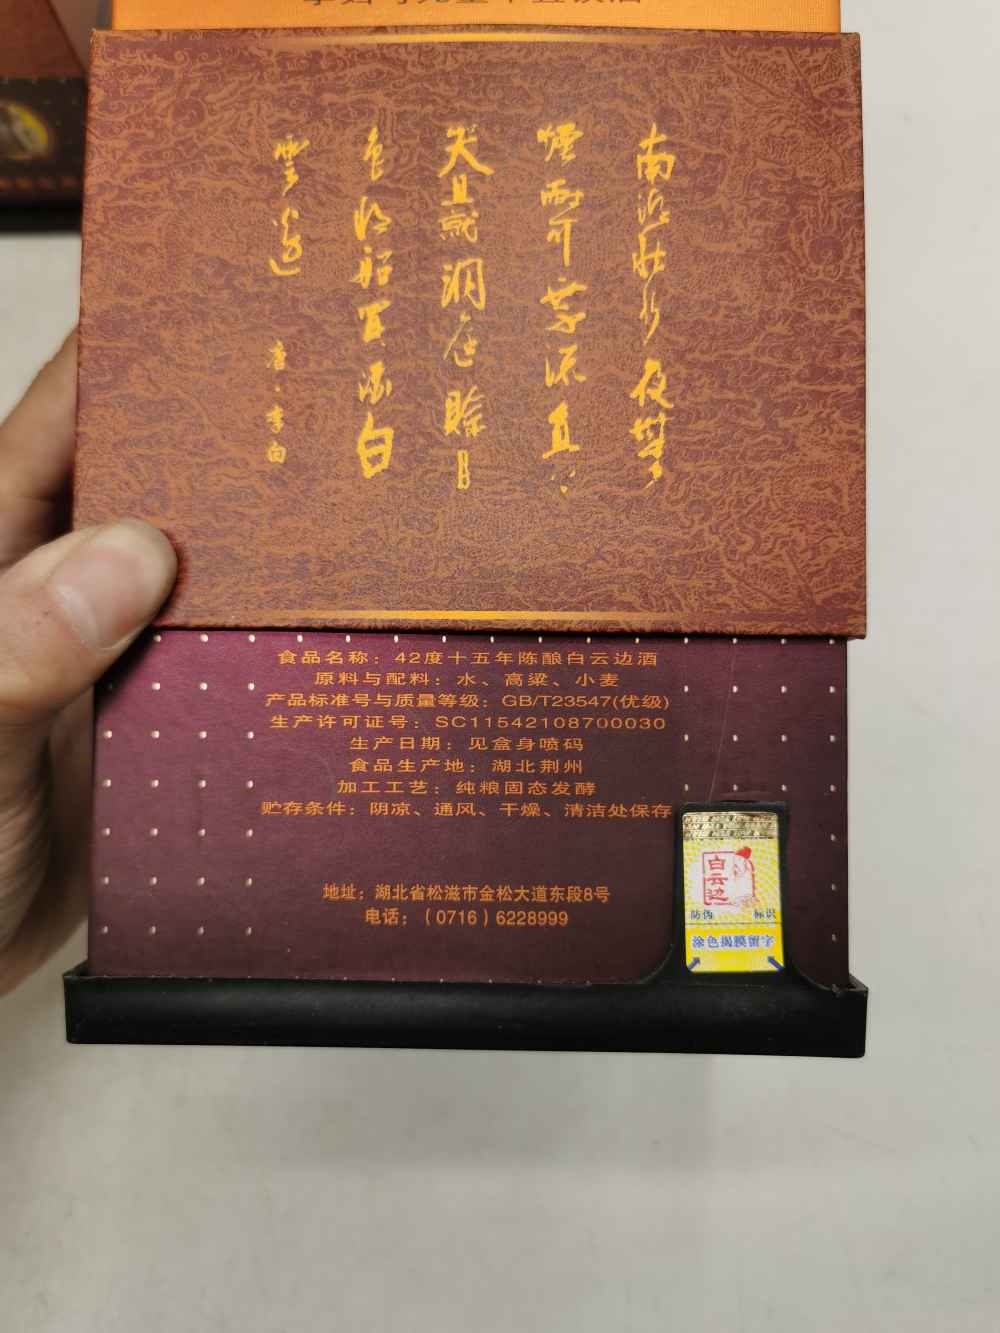 南湖秋水夜無
煙耐可乘流直上
天且就洞庭賒月
色将船買酒白
雲邊
唐·李白
食品名称：42度十五年陈酿白云边酒
原料与配料：水、高粱、小麦
产品标准号与质量等级：GB/T23547(优级)
生产许可证号：SC11542108700030
生产日期：见盒身喷码
食品生产地：湖北荆州
加工工艺：纯粮固态发酵
贮存条件：阴凉、通风、干燥、清洁处保存
地址：湖北省松滋市金松大道东段8号
电话：（0716）6228999
白云边
防伪 标识
涂色揭膜留字